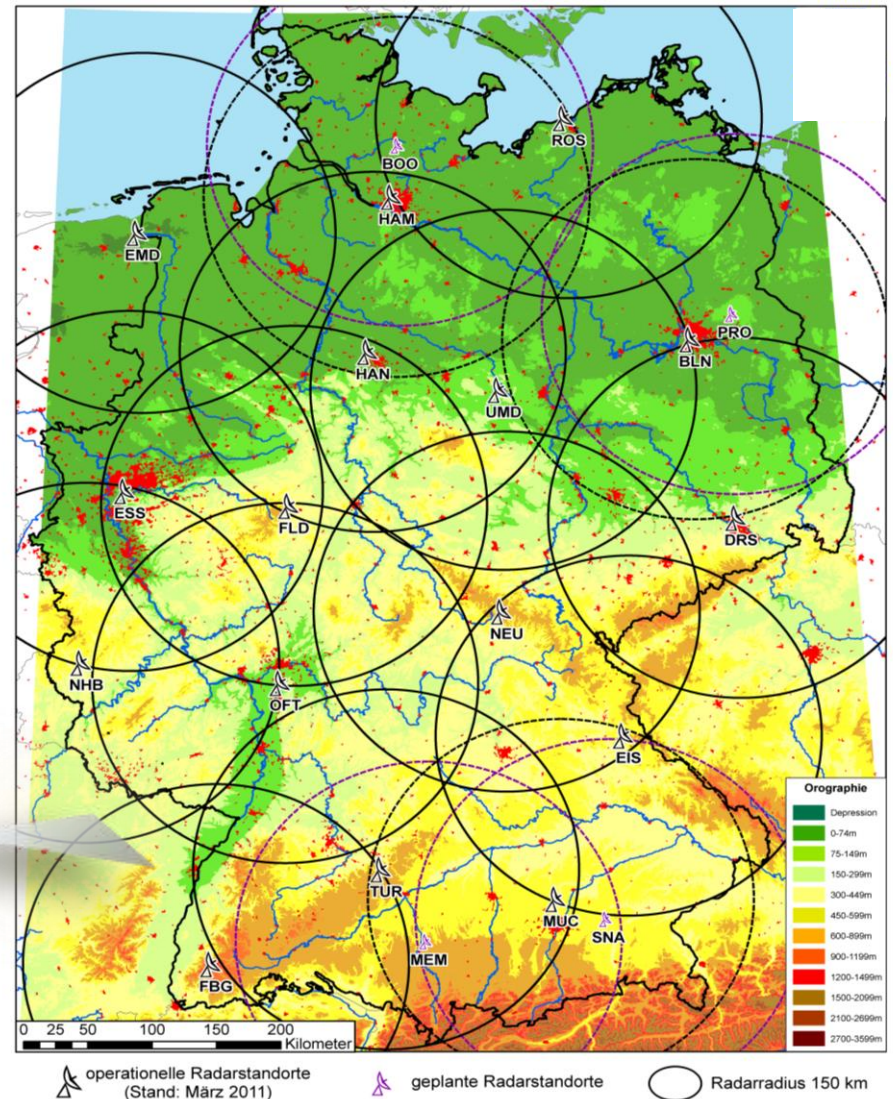 BOO
ROS
HAM
EMD
PRO
BLN
HAN
UMD
ESS
FLD
DRS
NEU
NHB
OFT
EIS
TUR
MUC
SNA
MEM
FBG
Orographie
Depression
0-74m
75-149m
150-299m
300-449m
450-599m
600-899m
900-1199m
1200-1499m
1500-2099m
2100-2699m
2700-3599m
0 25 50 100 150 200
Kilometer
operationelle Radarstandorte
(Stand: März 2011)
geplante Radarstandorte
Radarradius 150 km